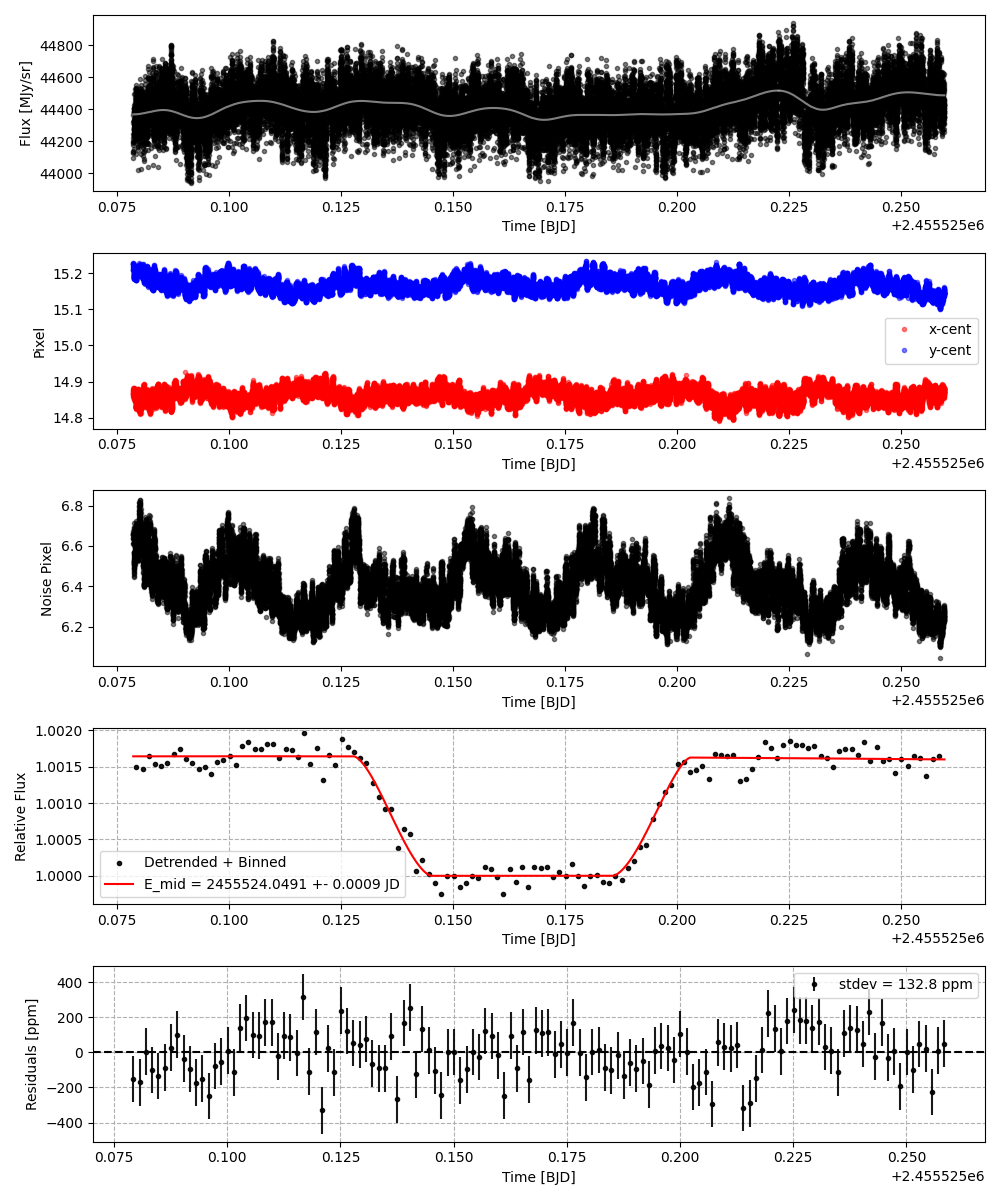 44800
44600
44400
44200
44000
Flux [MJy/sr]
0.075 0.100 0.125 0.150 0.175 0.200 0.225 0.250
Time [BJD]
+2.455525e6
15.2
15.1
15.0
14.9
14.8
Pixel
x-cent
y-cent
0.075 0.100 0.125 0.150 0.175 0.200 0.225 0.250
Time [BJD]
+2.455525e6
6.8
6.6
6.4
6.2
Noise Pixel
0.075 0.100 0.125 0.150 0.175 0.200 0.225 0.250
Time [BJD]
+2.455525e6
1.0020
1.0015
1.0010
1.0005
1.0000
Relative Flux
Detrended + Binned
E_mid = 2455524.0491 +- 0.0009 JD
0.075 0.100 0.125 0.150 0.175 0.200 0.225 0.250
Time [BJD]
+2.455525e6
400
200
0
−200
−400
Residuals [ppm]
stdev = 132.8 ppm
0.075 0.100 0.125 0.150 0.175 0.200 0.225 0.250
Time [BJD]
+2.455525e6